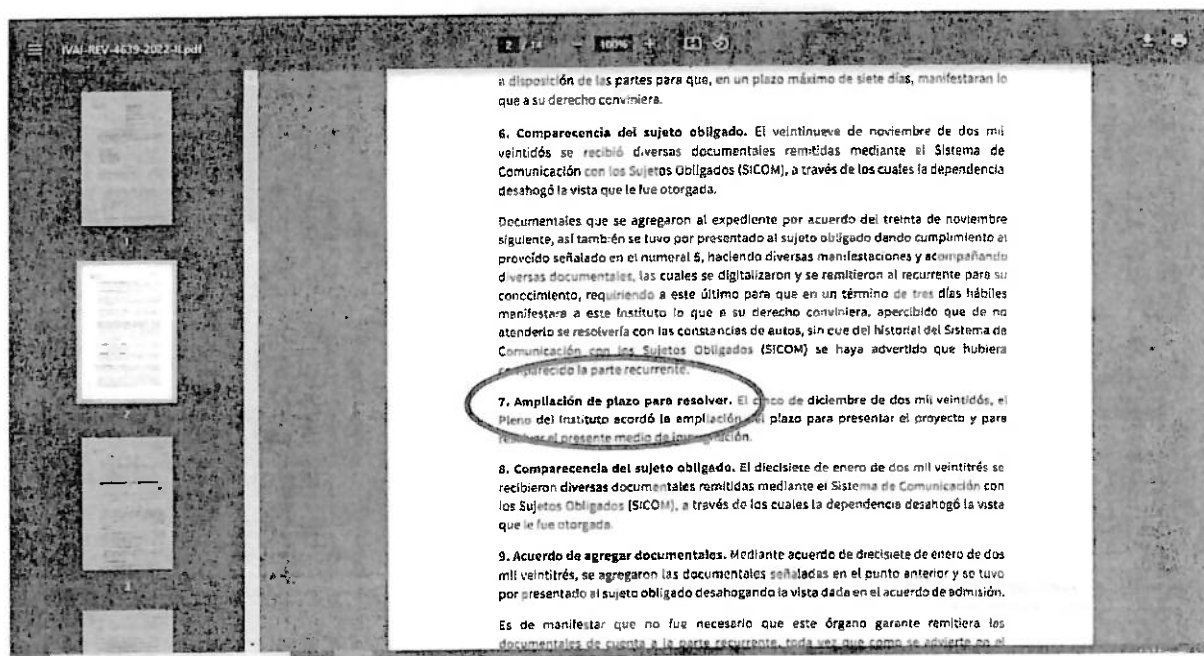 IVAI-REV-4639-2022-II.pdf
2 / 14 — 100% +
a disposición de las partes para que, en un plazo máximo de siete días, manifestaran lo
que a su derecho conviniera.
6. Comparecencia del sujeto obligado. El veintinueve de noviembre de dos mil
veintidós se recibió diversas documentales remitidas mediante el Sistema de
Comunicación con los Sujetos Obligados (SICOM), a través de los cuales la dependencia
desahogó la vista que le fue otorgada.
Documentales que se agregaron al expediente por acuerdo del treinta de noviembre
siguiente, así también se tuvo por presentado al sujeto obligado dando cumplimiento al
proveído señalado en el numeral 5, haciendo diversas manifestaciones y acompañando
diversas documentales, las cuales se digitalizaron y se remitieron al recurrente para su
conocimiento, requiriendo a este último para que en un término de tres días hábiles
manifestara a este Instituto lo que a su derecho conviniera, apercibido que de no
atenderlo se resolvería con las constancias de autos, sin que del historial del Sistema de
Comunicación con los Sujetos Obligados (SICOM) se haya advertido que hubiera
comparecido la parte recurrente.
7. Ampliación de plazo para resolver. El cinco de diciembre de dos mil veintidós, el
Pleno del Instituto acordó la ampliación del plazo para presentar el proyecto y para
resolver el presente medio de impugnación.
8. Comparecencia del sujeto obligado. El diecisiete de enero de dos mil veintitrés se
recibieron diversas documentales remitidas mediante el Sistema de Comunicación con
los Sujetos Obligados (SICOM), a través de los cuales la dependencia desahogó la vista
que le fue otorgada.
9. Acuerdo de agregar documentales. Mediante acuerdo de diecisiete de enero de dos
mil veintitrés, se agregaron las documentales señaladas en el punto anterior y se tuvo
por presentado al sujeto obligado desahogando la vista dada en el acuerdo de admisión.
Es de manifestar que no fue necesario que este órgano garante remitiera las
documentales de cuenta a la parte recurrente, toda vez que como se advierte en el